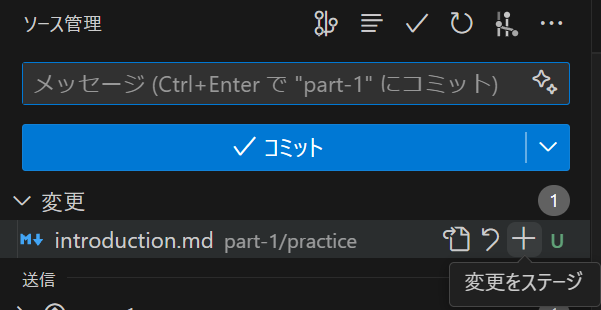 ソース管理
メッセージ (Ctrl+Enter で "part-1" にコミット)
コミット
変更 1
introduction.md part-1/practice U
送信
変更をステージ